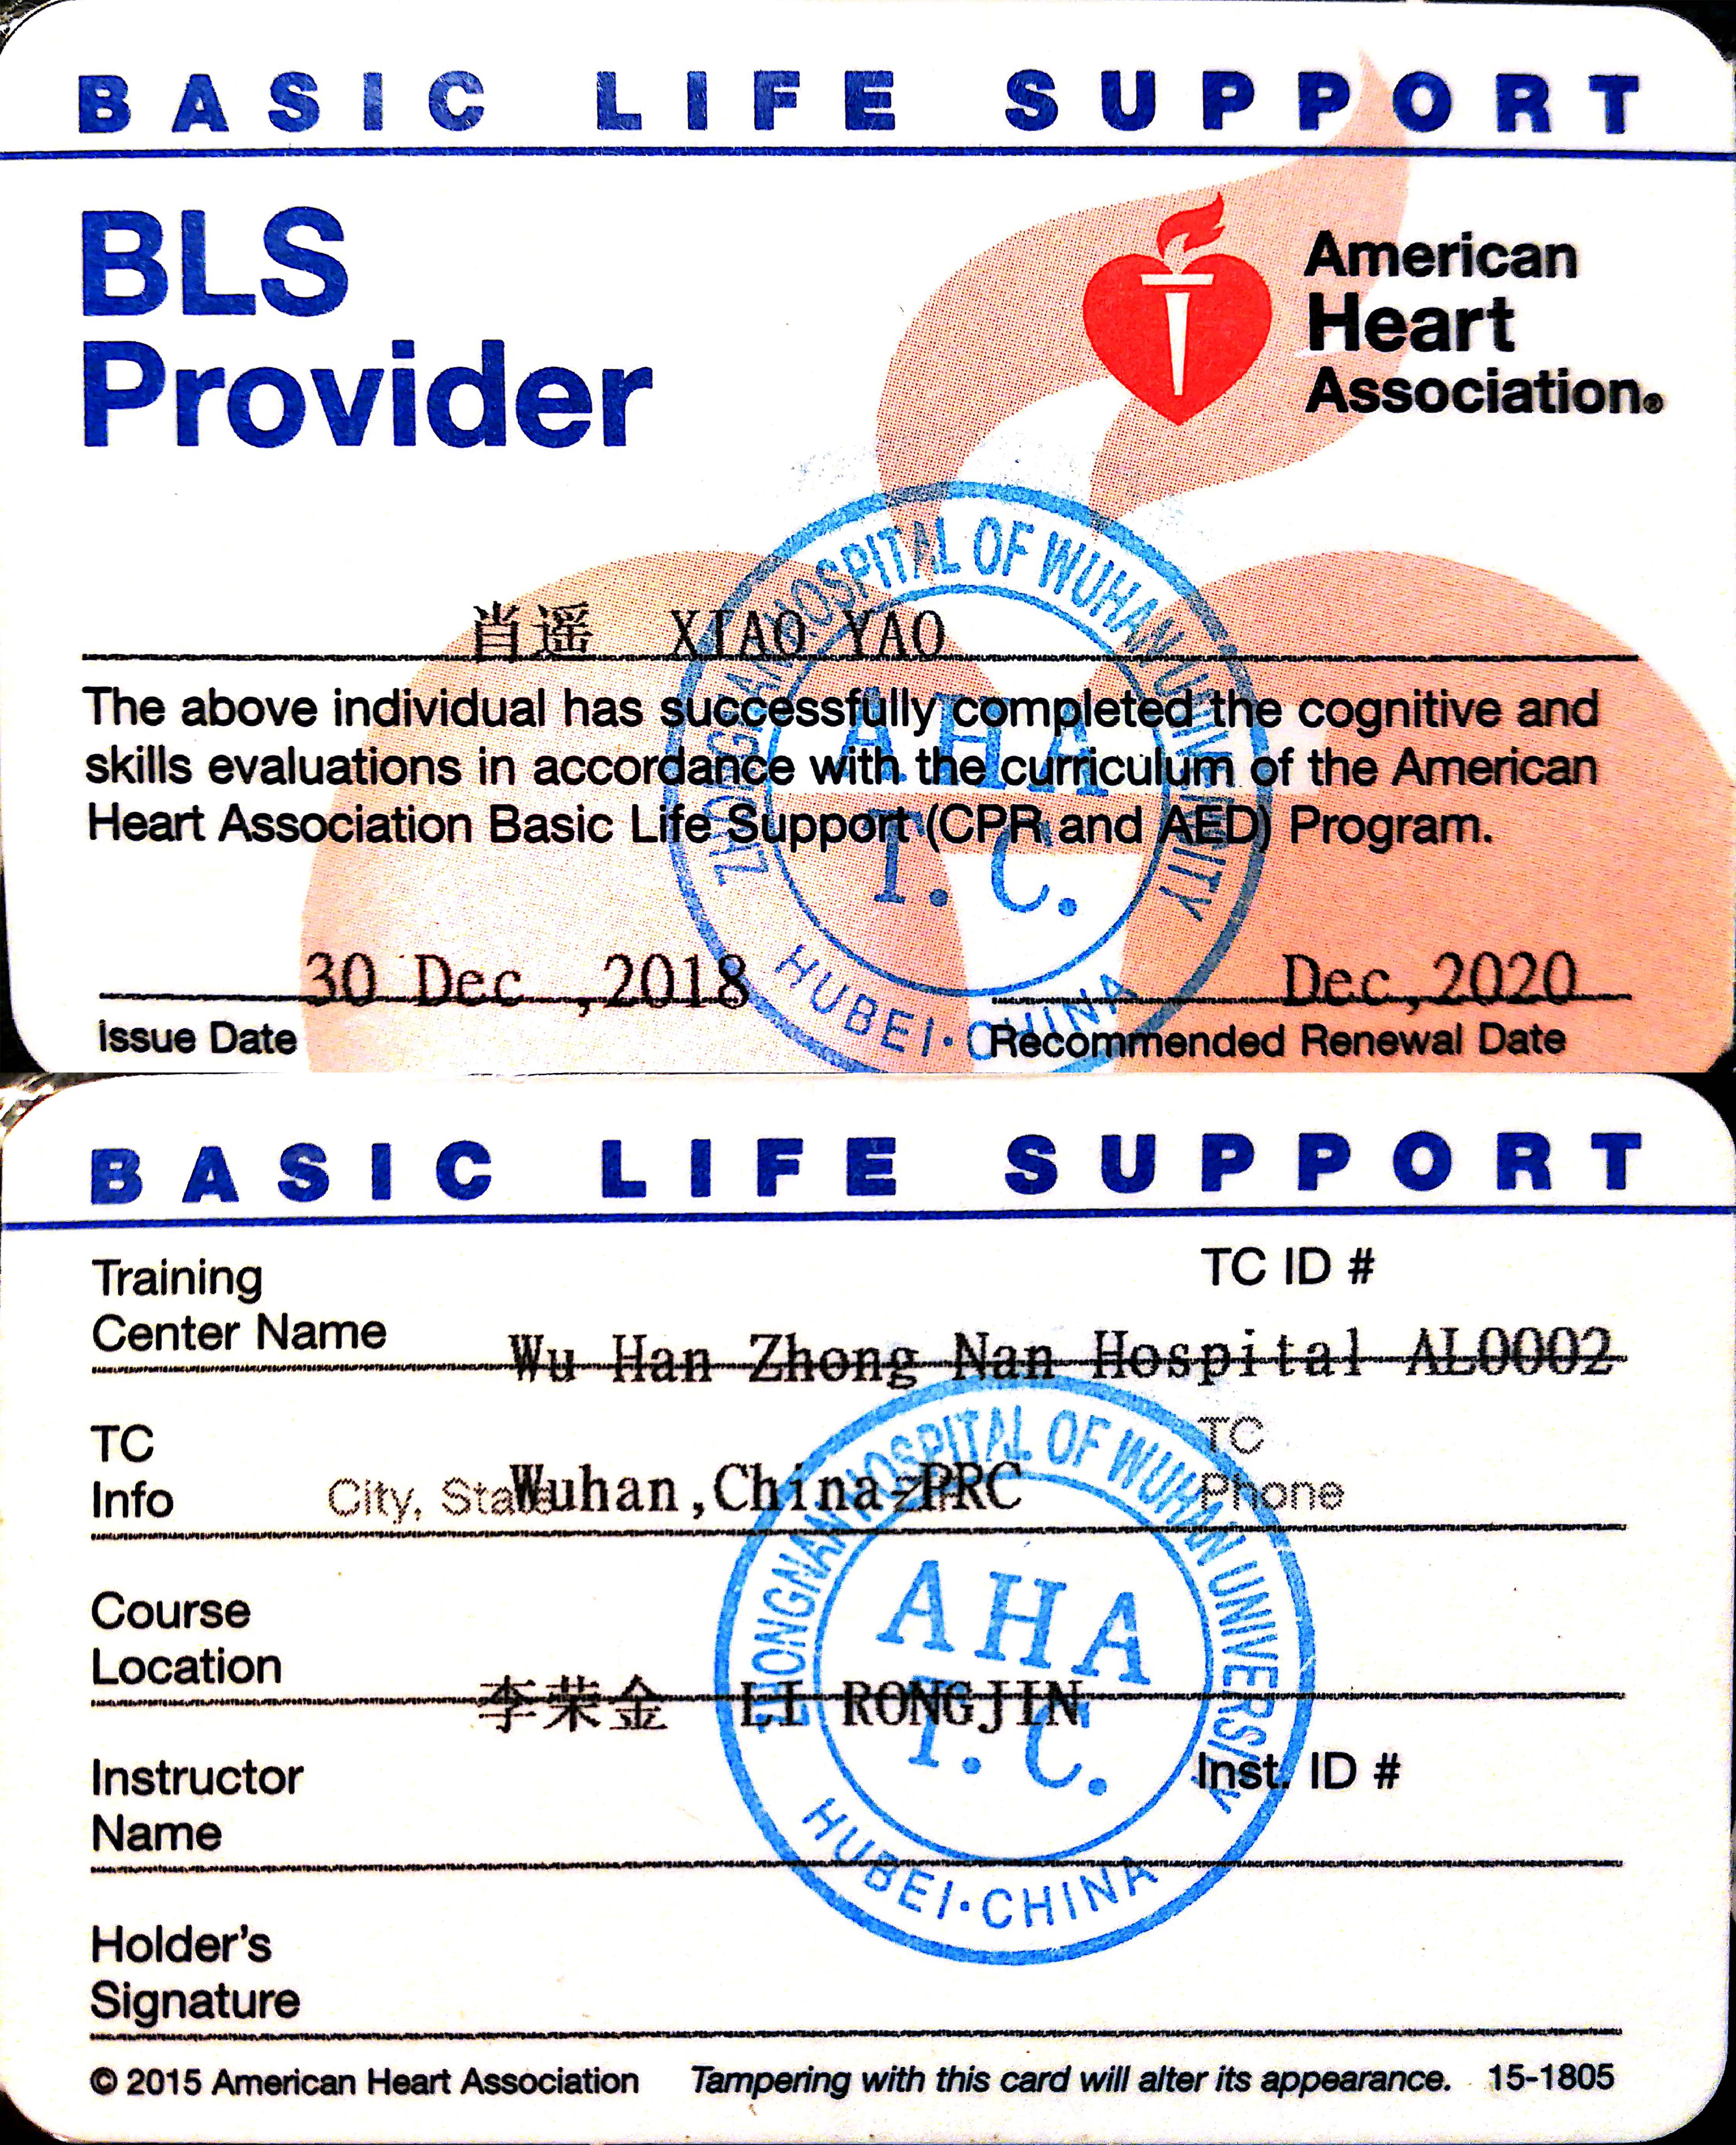 BASIC LIFE SUPPORT
BLS
Provider
American
Heart
Association®
ZHONGNAN HOSPITAL OF WUHAN UNIVERSITY
AHA
T. C.
HUBEI·CHINA
肖遥 XIAO YAO
The above individual has successfully completed the cognitive and
skills evaluations in accordance with the curriculum of the American
Heart Association Basic Life Support (CPR and AED) Program.
30 Dec ,2018
Dec,2020
Issue Date
Recommended Renewal Date
BASIC LIFE SUPPORT
Training
Center Name
TC ID #
Wu Han Zhong Nan Hospital AL0002
TC
Info
City, State
Wuhan,China-PRC
TC
Phone
ZHONGNAN HOSPITAL OF WUHAN UNIVERSITY
AHA
T. C.
HUBEI·CHINA
Course
Location
李荣金 LI RONGJIN
Instructor
Name
Inst. ID #
Holder's
Signature
© 2015 American Heart Association Tampering with this card will alter its appearance. 15-1805